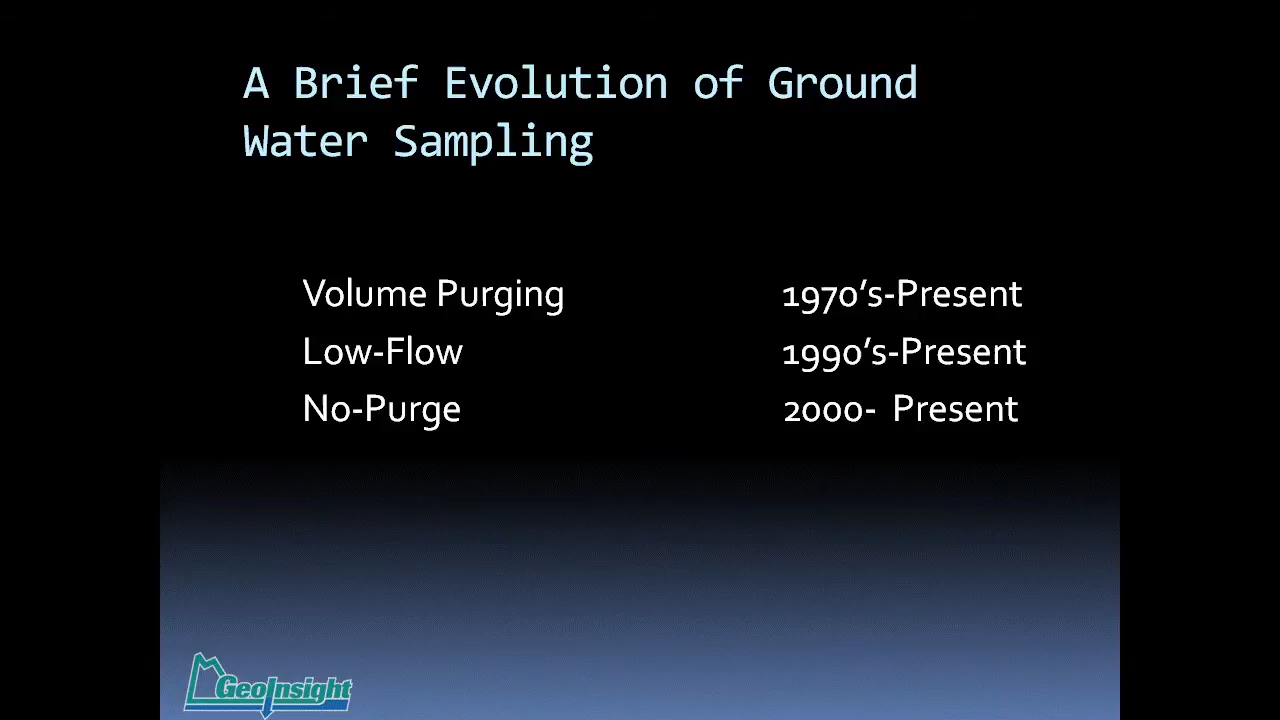 A Brief Evolution of Ground
Water Sampling
Volume Purging 1970's-Present
Low-Flow 1990's-Present
No-Purge 2000- Present
GeoInsight